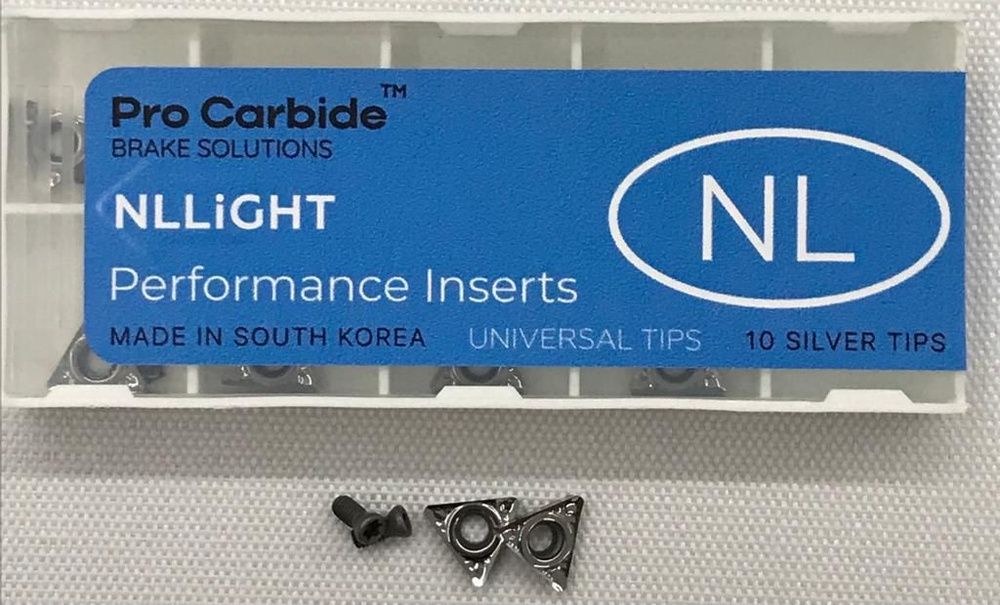 Pro Carbide™
BRAKE SOLUTIONS
NLLiGHT
NL
Performance Inserts
MADE IN SOUTH KOREA UNIVERSAL TIPS 10 SILVER TIPS